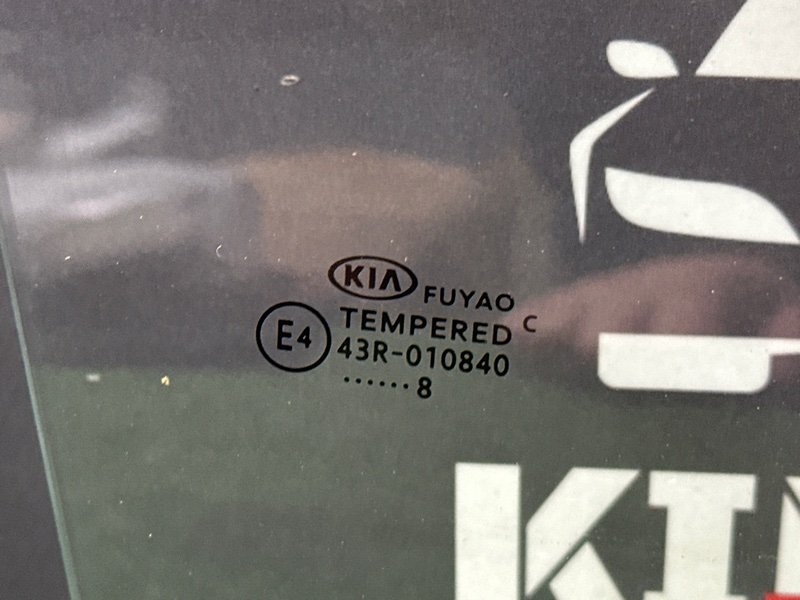 KIA FUYAO
TEMPERED C
E4 43R-010840
......8